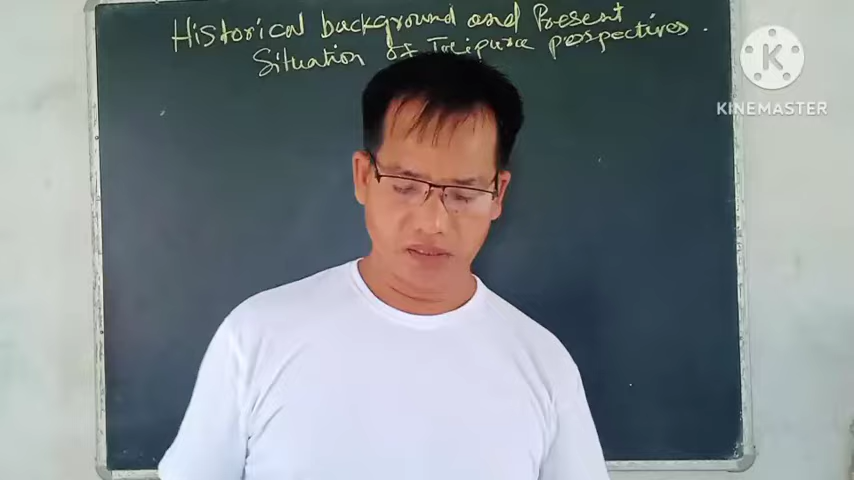 Historical background and Present
Situation of Tripura perspectives.
K
KINEMASTER